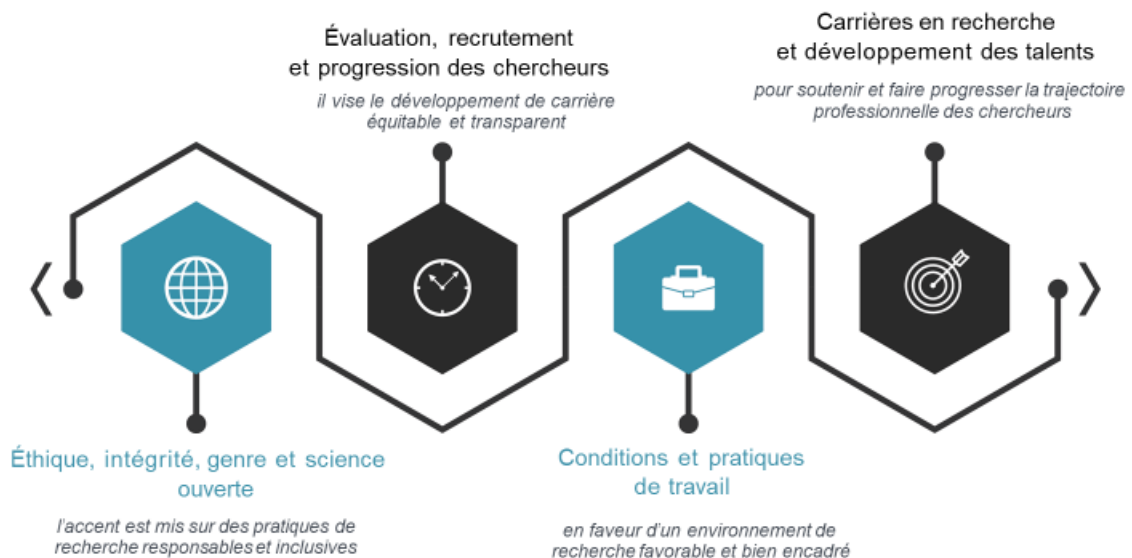 Éthique, intégrité, genre et science
ouverte
l'accent est mis sur des pratiques de
recherche responsables et inclusives
Évaluation, recrutement
et progression des chercheurs
il vise le développement de carrière
équitable et transparent
Conditions et pratiques
de travail
en faveur d'un environnement de
recherche favorable et bien encadré
Carrières en recherche
et développement des talents
pour soutenir et faire progresser la trajectoire
professionnelle des chercheurs